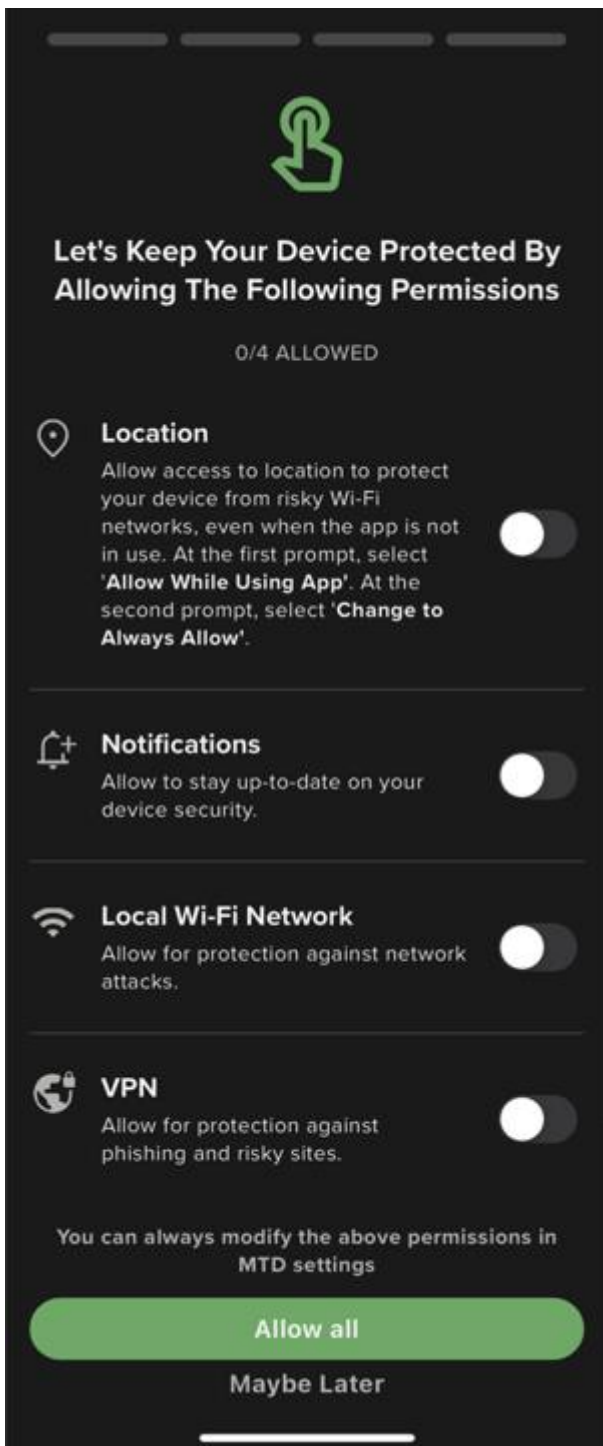 Let's Keep Your Device Protected By
Allowing The Following Permissions
0/4 ALLOWED
Location
Allow access to location to protect
your device from risky Wi-Fi
networks, even when the app is not
in use. At the first prompt, select
'Allow While Using App'. At the
second prompt, select 'Change to
Always Allow'.
Notifications
Allow to stay up-to-date on your
device security.
Local Wi-Fi Network
Allow for protection against network
attacks.
VPN
Allow for protection against
phishing and risky sites.
You can always modify the above permissions in
MTD settings
Allow all
Maybe Later